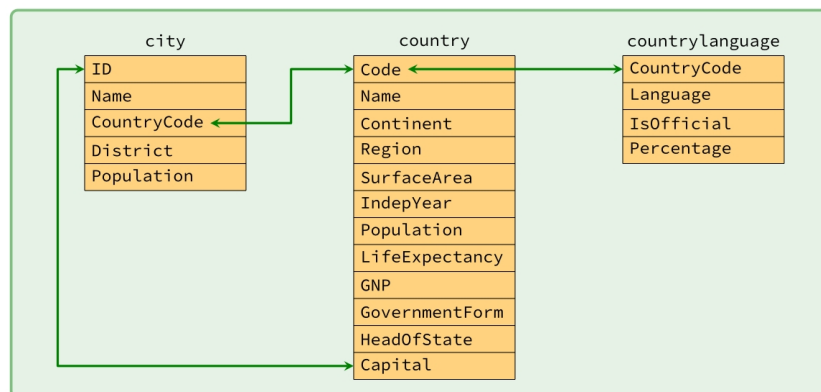 city
ID
Name
CountryCode
District
Population
country
Code
Name
Continent
Region
SurfaceArea
IndepYear
Population
LifeExpectancy
GNP
GovernmentForm
HeadOfState
Capital
countrylanguage
CountryCode
Language
IsOfficial
Percentage